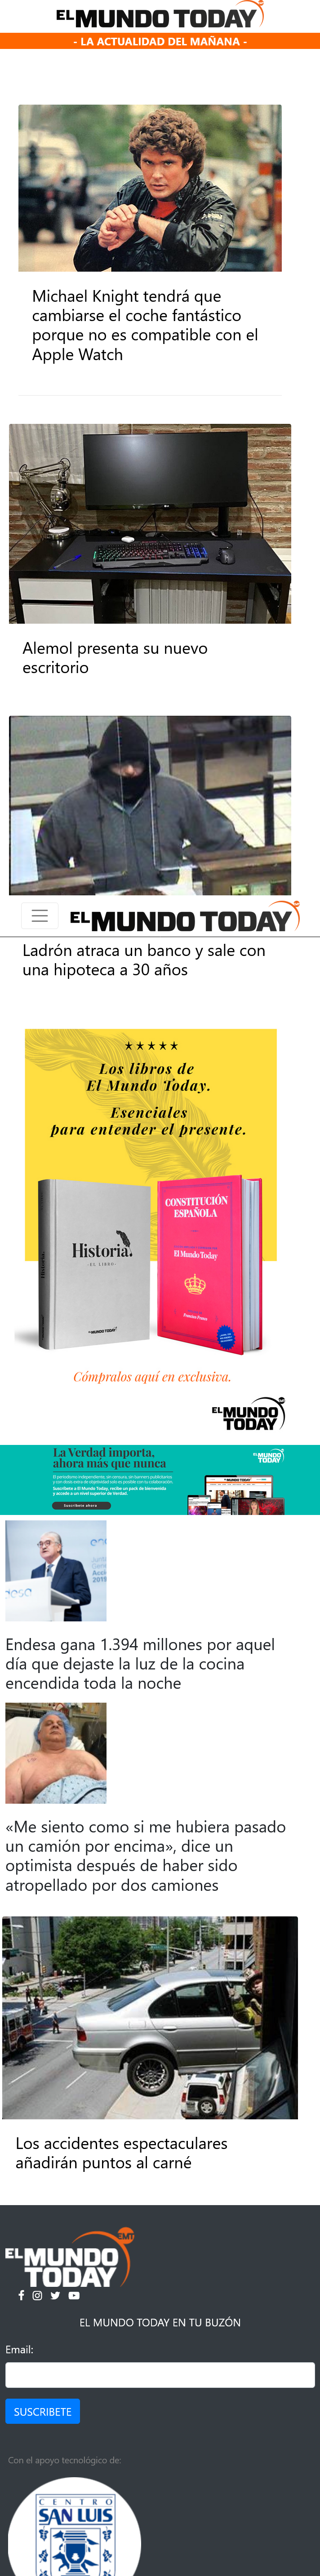 EL MUNDO TODAY
- LA ACTUALIDAD DEL MAÑANA -
Michael Knight tendrá que
cambiarse el coche fantástico
porque no es compatible con el
Apple Watch
Alemol presenta su nuevo
escritorio
EL MUNDO TODAY
Ladrón atraca un banco y sale con
una hipoteca a 30 años
Los libros de
El Mundo Today.
Esenciales
para entender el presente.
Historia.
- EL LIBRO -
EL MUNDO TODAY
CONSTITUCIÓN
ESPAÑOLA
El Mundo Today
Cómpralos aquí en exclusiva.
EL MUNDO
TODAY
La Verdad importa,
ahora más que nunca
EL MUNDO
TODAY
Suscríbete ahora
Endesa gana 1.394 millones por aquel
día que dejaste la luz de la cocina
encendida toda la noche
«Me siento como si me hubiera pasado
un camión por encima», dice un
optimista después de haber sido
atropellado por dos camiones
Los accidentes espectaculares
añadirán puntos al carné
EMT
EL MUNDO
TODAY
EL MUNDO TODAY EN TU BUZÓN
Email:
SUSCRIBETE
Con el apoyo tecnológico de:
CENTRO
SAN LUIS